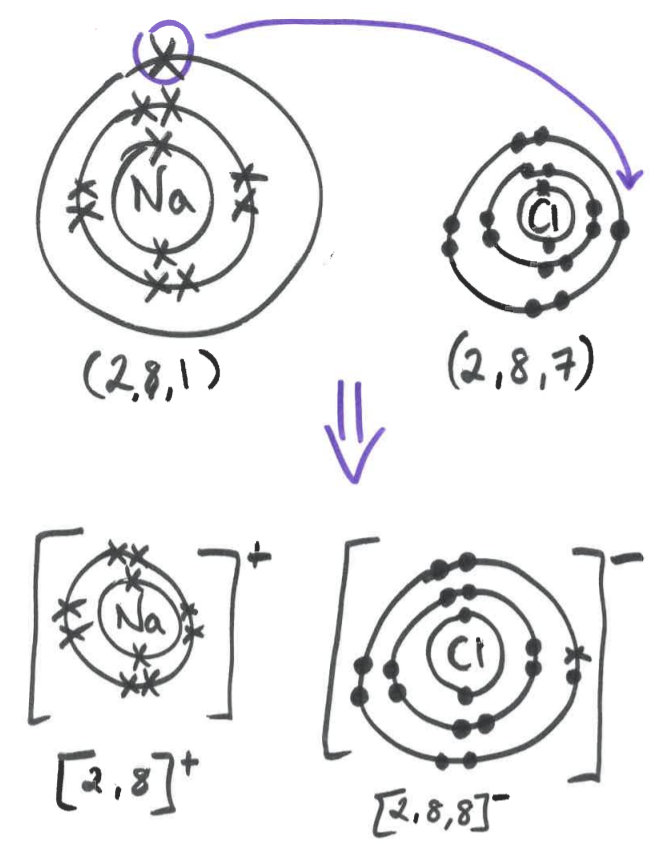 Na Cl
(2,8,1) (2,8,7)
[Na]+ [Cl]−
[2,8]+ [2,8,8]−